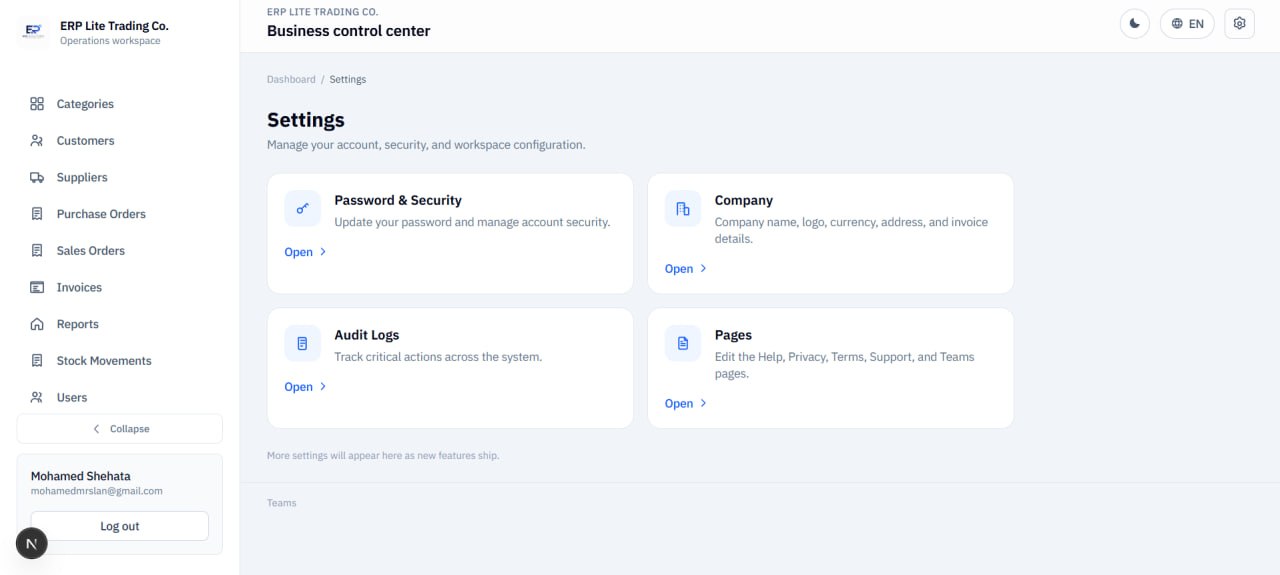 ERP
ERP Lite Trading Co.
Operations workspace
Categories
Customers
Suppliers
Purchase Orders
Sales Orders
Invoices
Reports
Stock Movements
Users
Collapse
Mohamed Shehata
mohamedmrslan@gmail.com
Log out
N
ERP LITE TRADING CO.
Business control center
EN
Dashboard / Settings
Settings
Manage your account, security, and workspace configuration.
Password & Security
Update your password and manage account security.
Open
Company
Company name, logo, currency, address, and invoice
details.
Open
Audit Logs
Track critical actions across the system.
Open
Pages
Edit the Help, Privacy, Terms, Support, and Teams
pages.
Open
More settings will appear here as new features ship.
Teams